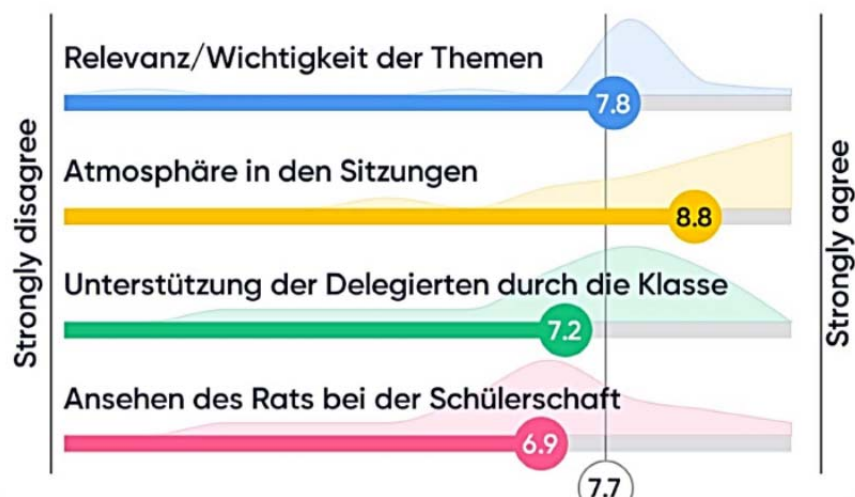 Strongly disagree
Relevanz/Wichtigkeit der Themen
7.8
Atmosphäre in den Sitzungen
8.8
Unterstützung der Delegierten durch die Klasse
7.2
Ansehen des Rats bei der Schülerschaft
6.9
7.7
Strongly agree